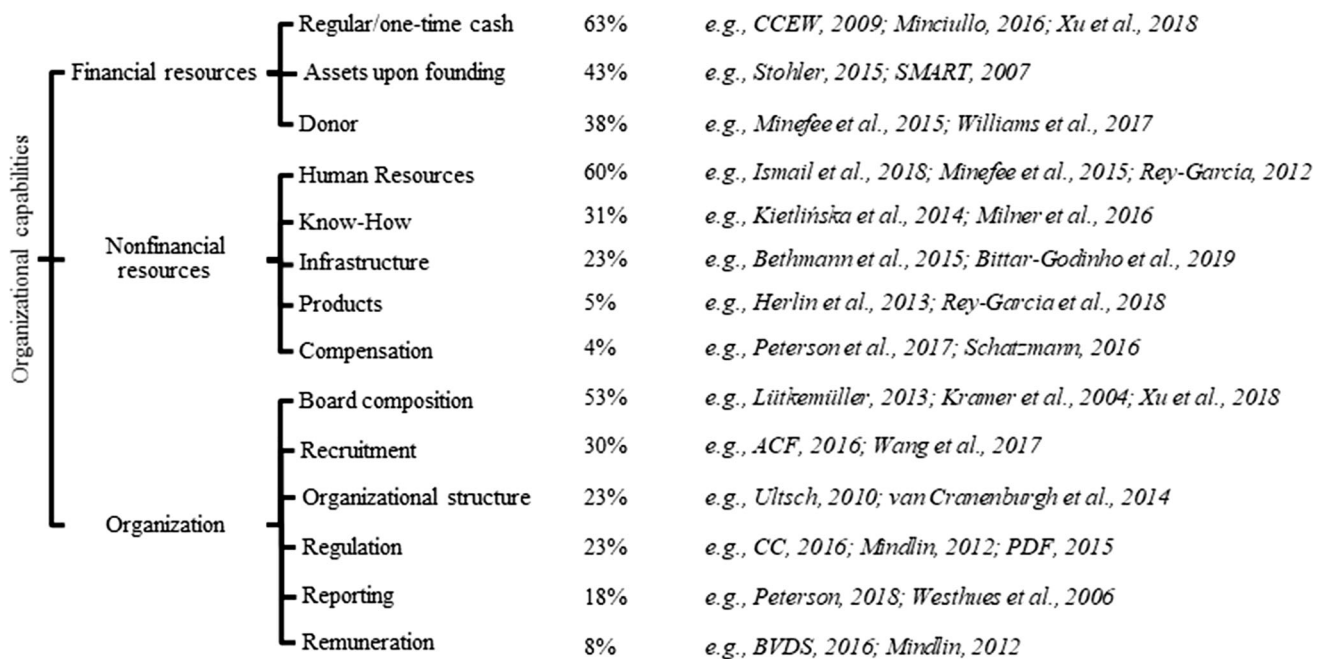 Organizational capabilities
Regular/one-time cash 63% e.g., CCEW, 2009; Minciullo, 2016; Xu et al., 2018
Financial resources Assets upon founding 43% e.g., Stohler, 2015; SMART, 2007
Donor 38% e.g., Minefee et al., 2015; Williams et al., 2017
Human Resources 60% e.g., Ismail et al., 2018; Minefee et al., 2015; Rey-Garcia, 2012
Know-How 31% e.g., Kietlińska et al., 2014; Milner et al., 2016
Nonfinancial
resources
Infrastructure 23% e.g., Bethmann et al., 2015; Bittar-Godinho et al., 2019
Products 5% e.g., Herlin et al., 2013; Rey-Garcia et al., 2018
Compensation 4% e.g., Peterson et al., 2017; Schatzmann, 2016
Board composition 53% e.g., Lütkemüller, 2013; Kramer et al., 2004; Xu et al., 2018
Recruitment 30% e.g., ACF, 2016; Wang et al., 2017
Organizational structure 23% e.g., Ultsch, 2010; van Cranenburgh et al., 2014
Organization
Regulation 23% e.g., CC, 2016; Mindlin, 2012; PDF, 2015
Reporting 18% e.g., Peterson, 2018; Westhues et al., 2006
Remuneration 8% e.g., BVDS, 2016; Mindlin, 2012